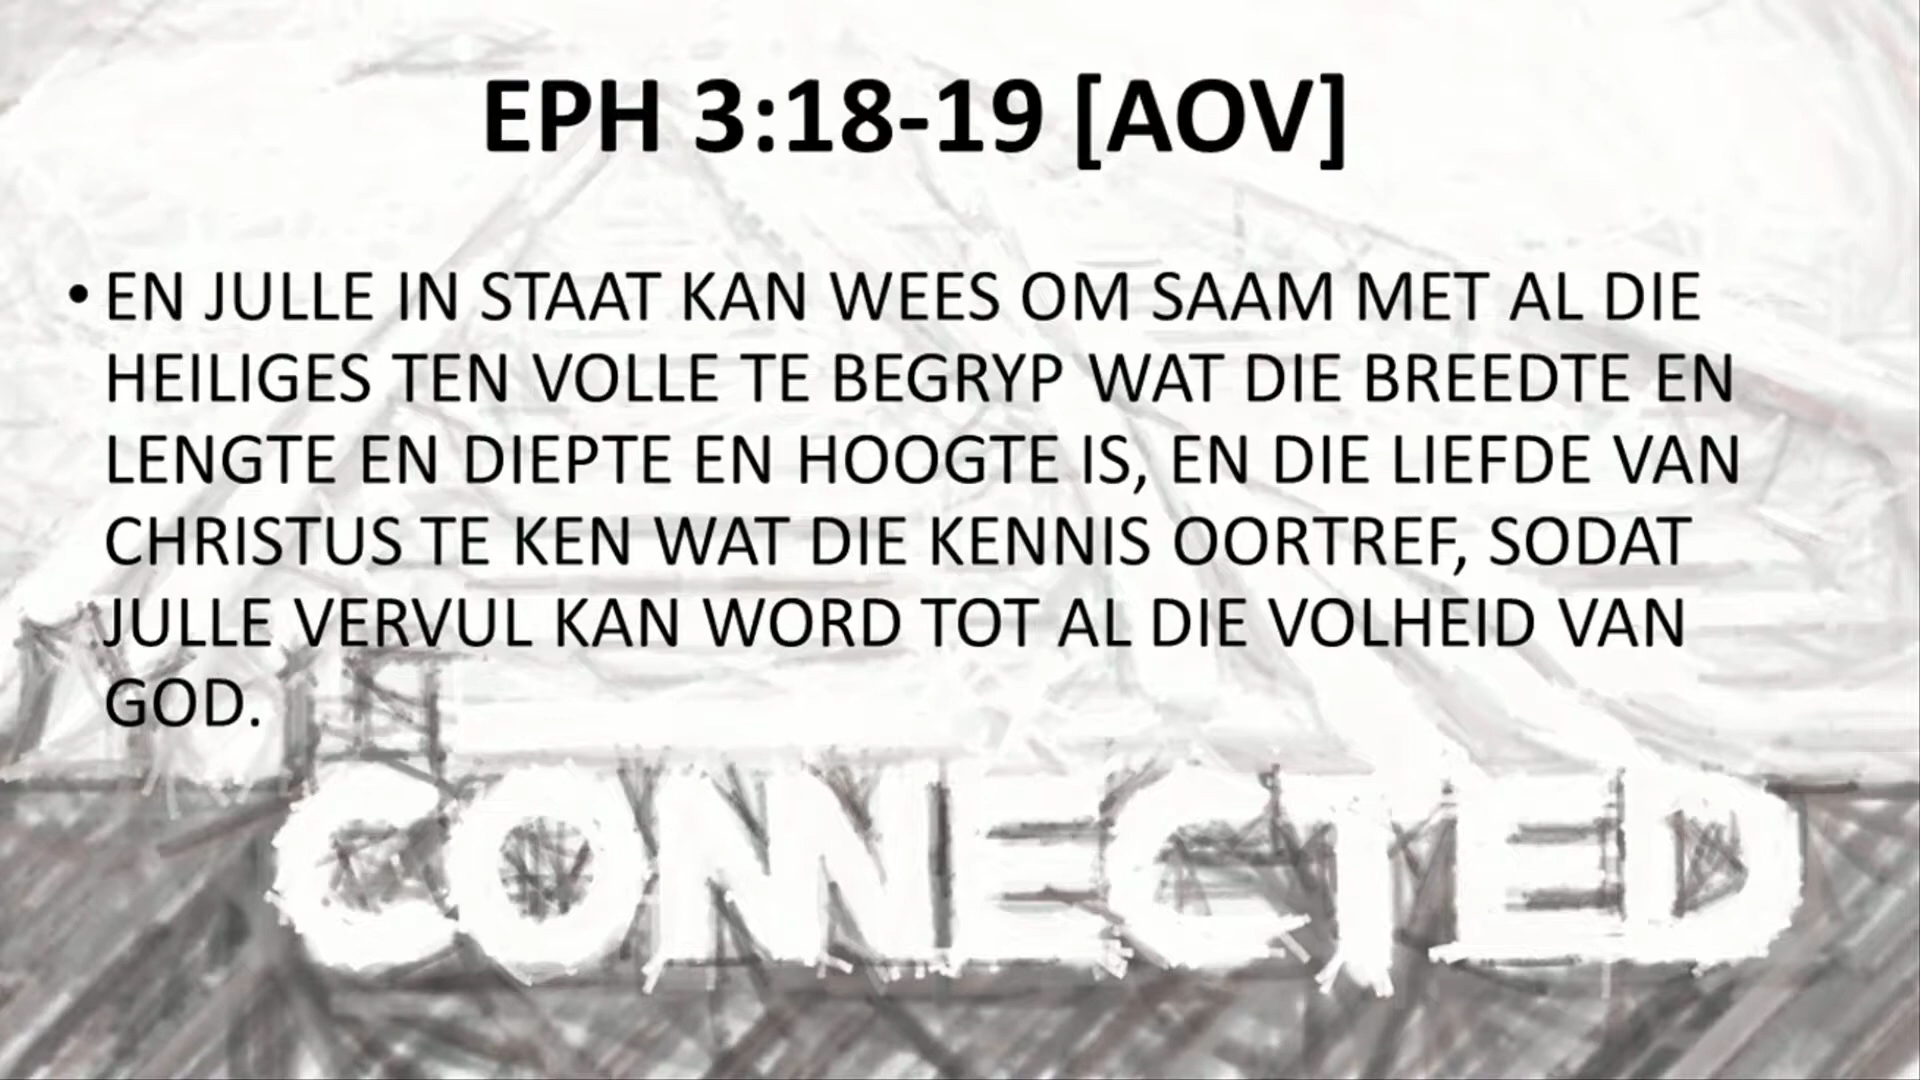 EPH 3:18-19 [AOV]
• EN JULLE IN STAAT KAN WEES OM SAAM MET AL DIE
HEILIGES TEN VOLLE TE BEGRYP WAT DIE BREEDTE EN
LENGTE EN DIEPTE EN HOOGTE IS, EN DIE LIEFDE VAN
CHRISTUS TE KEN WAT DIE KENNIS OORTREF, SODAT
JULLE VERVUL KAN WORD TOT AL DIE VOLHEID VAN
GOD.
CONNECTED